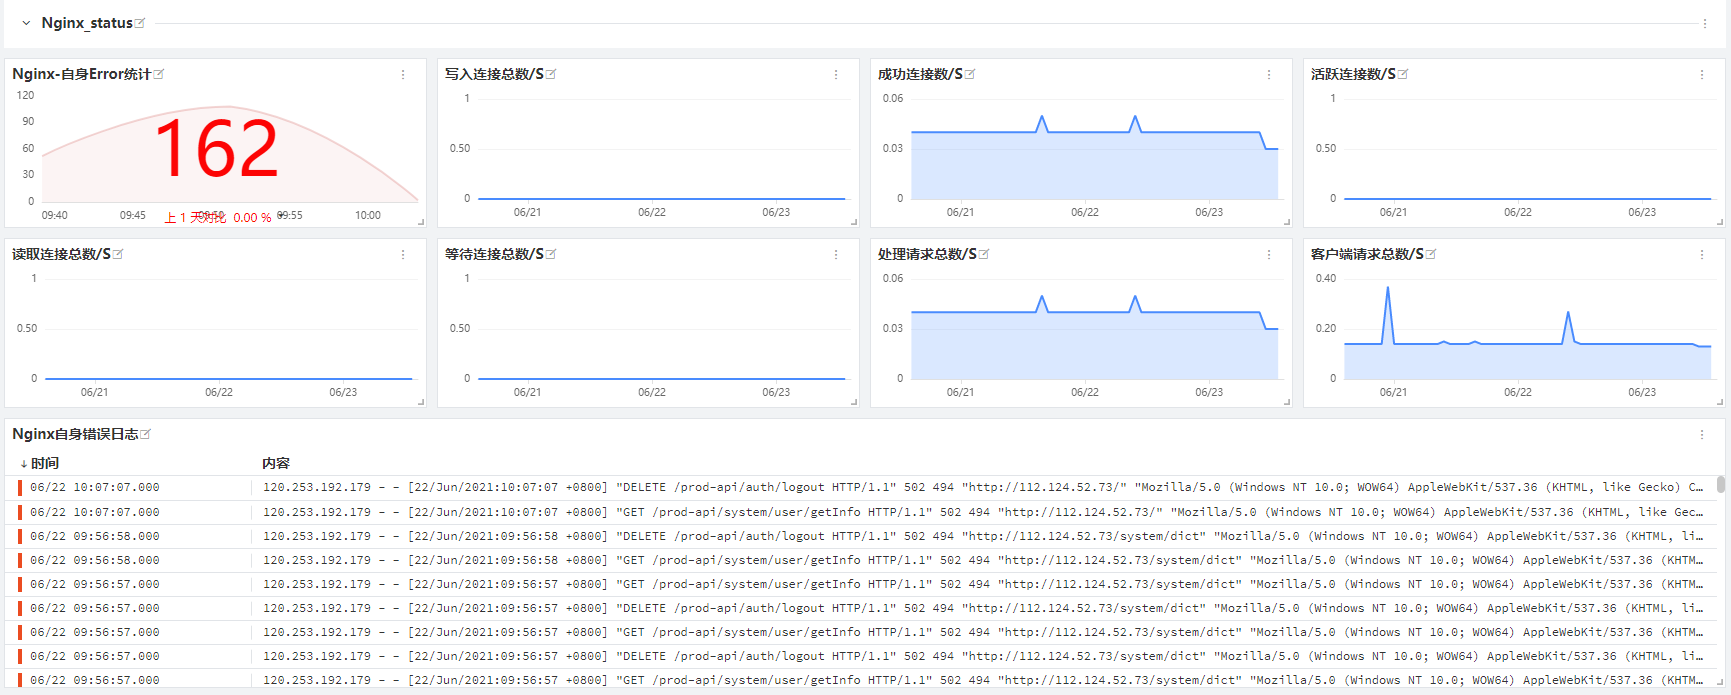 Nginx_status
Nginx-自身Error统计
120
90
60
30
0
162
09:40
09:45
09:50
09:55
10:00
上 1 天对比 0.00 %
写入连接总数/S
1
0.50
0
06/21
06/22
06/23
成功连接数/S
0.06
0.03
0
06/21
06/22
06/23
活跃连接数/S
1
0.50
0
06/21
06/22
06/23
读取连接总数/S
1
0.50
0
06/21
06/22
06/23
等待连接总数/S
1
0.50
0
06/21
06/22
06/23
处理请求总数/S
0.06
0.03
0
06/21
06/22
06/23
客户端请求总数/S
0.40
0.20
0
06/21
06/22
06/23
Nginx自身错误日志
↓时间 内容
06/22 10:07:07.000 120.253.192.179 - - [22/Jun/2021:10:07:07 +0800] "DELETE /prod-api/auth/logout HTTP/1.1" 502 494 "http://112.124.52.73/" "Mozilla/5.0 (Windows NT 10.0; WOW64) AppleWebKit/537.36 (KHTML, like Gecko) C…
06/22 10:07:07.000 120.253.192.179 - - [22/Jun/2021:10:07:07 +0800] "GET /prod-api/system/user/getInfo HTTP/1.1" 502 494 "http://112.124.52.73/" "Mozilla/5.0 (Windows NT 10.0; WOW64) AppleWebKit/537.36 (KHTML, like Gec…
06/22 09:56:58.000 120.253.192.179 - - [22/Jun/2021:09:56:58 +0800] "DELETE /prod-api/auth/logout HTTP/1.1" 502 494 "http://112.124.52.73/system/dict" "Mozilla/5.0 (Windows NT 10.0; WOW64) AppleWebKit/537.36 (KHTML, li…
06/22 09:56:58.000 120.253.192.179 - - [22/Jun/2021:09:56:58 +0800] "GET /prod-api/system/user/getInfo HTTP/1.1" 502 494 "http://112.124.52.73/system/dict" "Mozilla/5.0 (Windows NT 10.0; WOW64) AppleWebKit/537.36 (KHTM…
06/22 09:56:57.000 120.253.192.179 - - [22/Jun/2021:09:56:57 +0800] "GET /prod-api/system/user/getInfo HTTP/1.1" 502 494 "http://112.124.52.73/system/dict" "Mozilla/5.0 (Windows NT 10.0; WOW64) AppleWebKit/537.36 (KHTM…
06/22 09:56:57.000 120.253.192.179 - - [22/Jun/2021:09:56:57 +0800] "DELETE /prod-api/auth/logout HTTP/1.1" 502 494 "http://112.124.52.73/system/dict" "Mozilla/5.0 (Windows NT 10.0; WOW64) AppleWebKit/537.36 (KHTML, li…
06/22 09:56:57.000 120.253.192.179 - - [22/Jun/2021:09:56:57 +0800] "GET /prod-api/system/user/getInfo HTTP/1.1" 502 494 "http://112.124.52.73/system/dict" "Mozilla/5.0 (Windows NT 10.0; WOW64) AppleWebKit/537.36 (KHTM…
06/22 09:56:57.000 120.253.192.179 - - [22/Jun/2021:09:56:57 +0800] "DELETE /prod-api/auth/logout HTTP/1.1" 502 494 "http://112.124.52.73/system/dict" "Mozilla/5.0 (Windows NT 10.0; WOW64) AppleWebKit/537.36 (KHTML, li…
06/22 09:56:57.000 120.253.192.179 - - [22/Jun/2021:09:56:57 +0800] "GET /prod-api/system/user/getInfo HTTP/1.1" 502 494 "http://112.124.52.73/system/dict" "Mozilla/5.0 (Windows NT 10.0; WOW64) AppleWebKit/537.36 (KHTM…